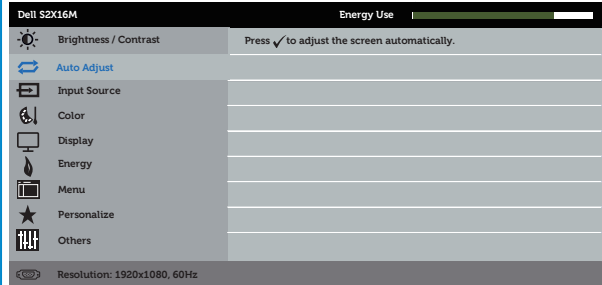 Dell S2X16M Energy Use
Brightness / Contrast Press ✓ to adjust the screen automatically.
Auto Adjust
Input Source
Color
Display
Energy
Menu
Personalize
Others
Resolution: 1920x1080, 60Hz